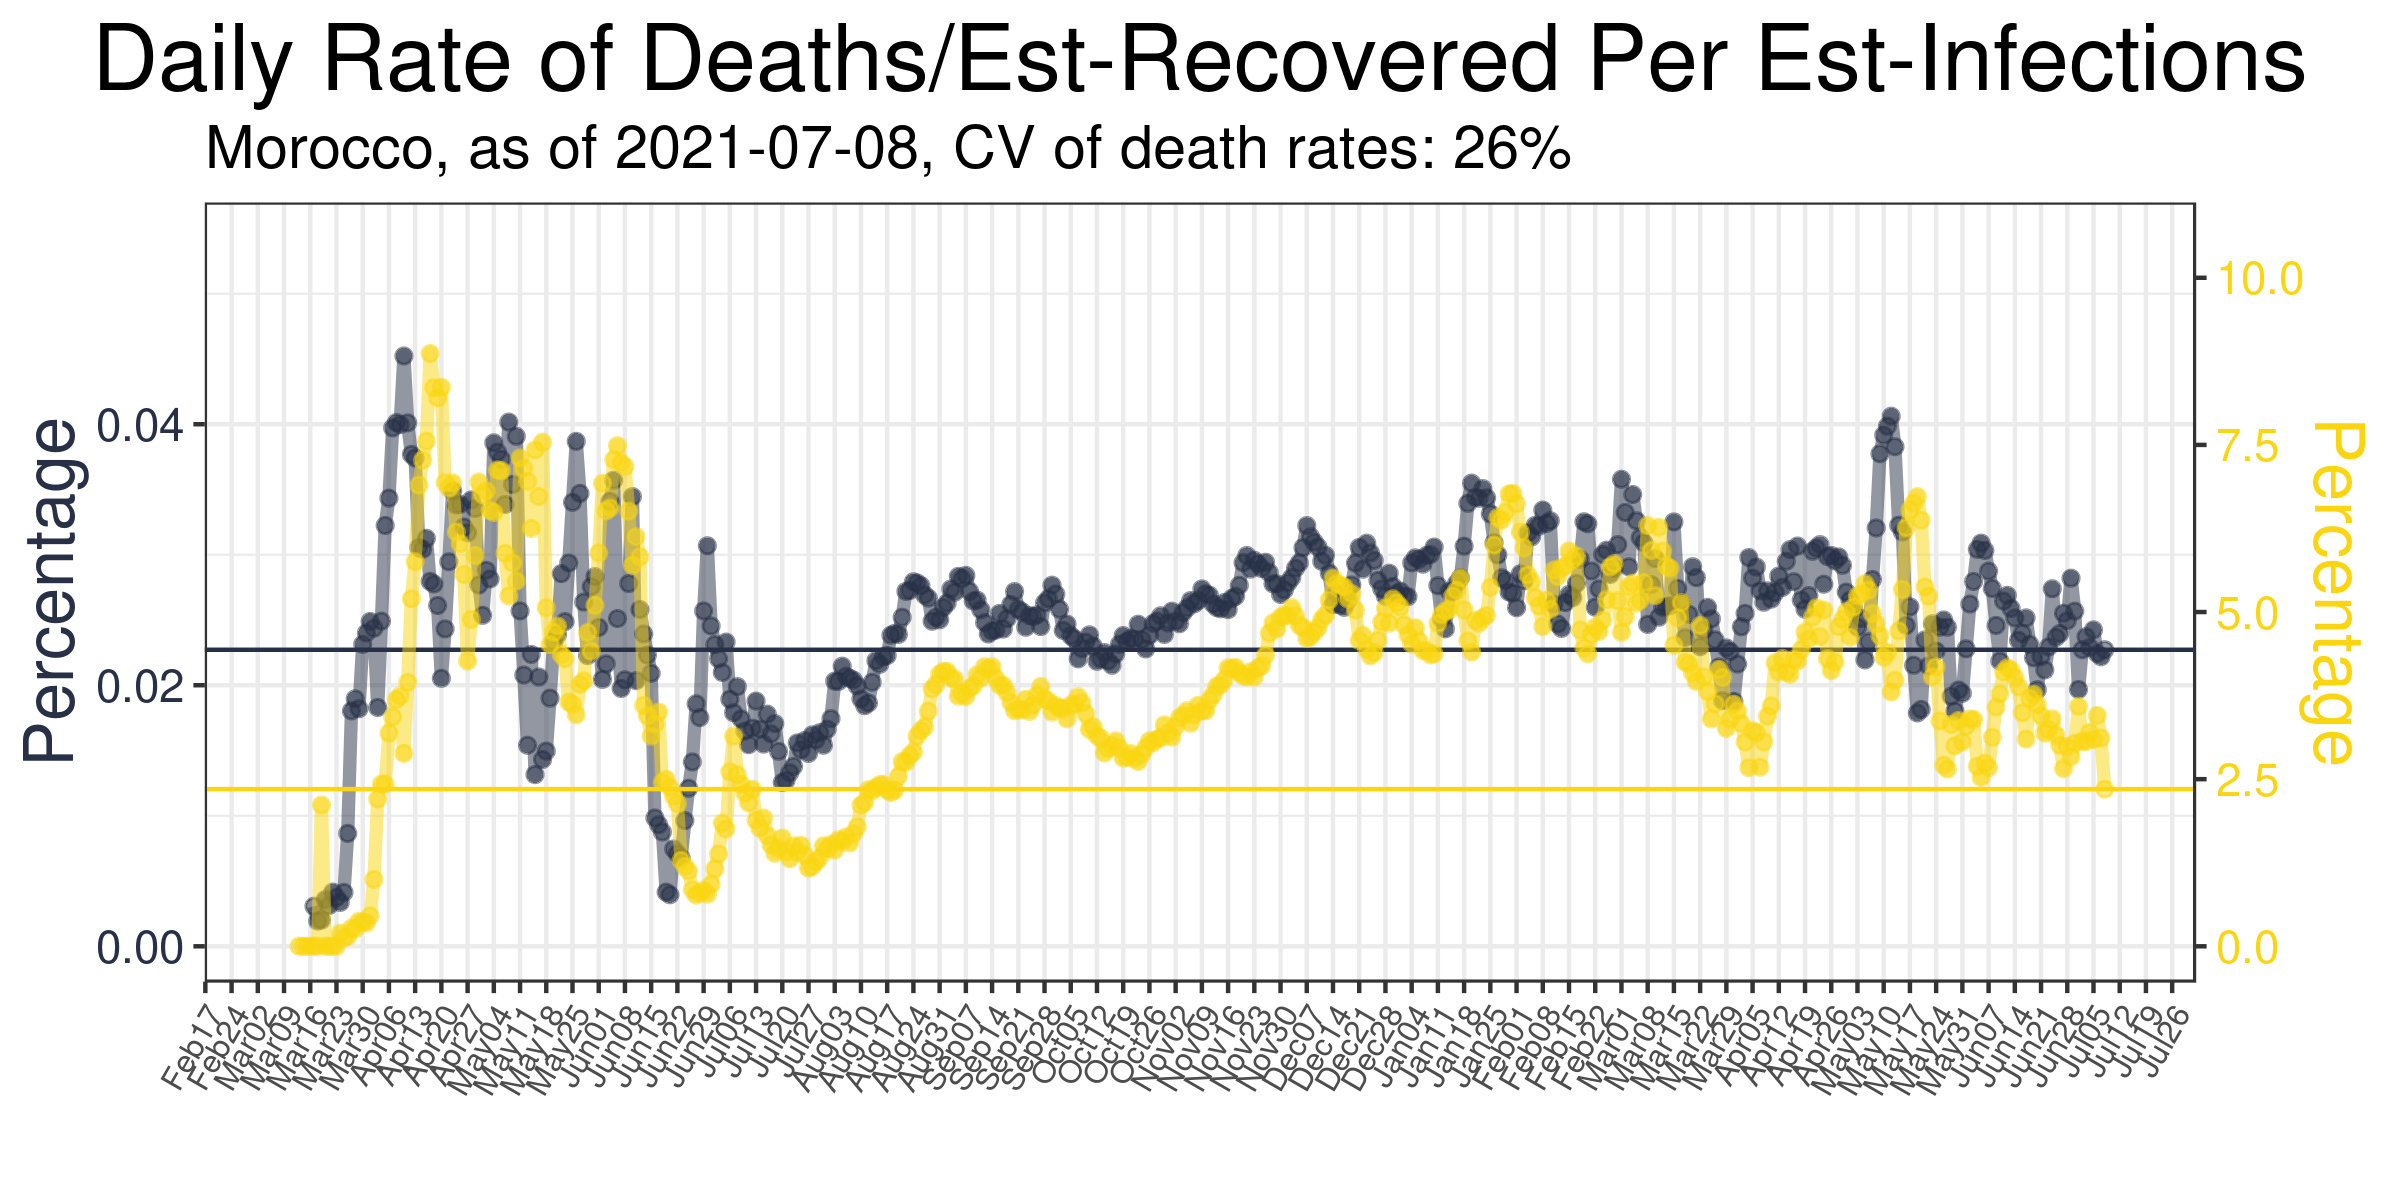 Daily Rate of Deaths/Est-Recovered Per Est-Infections
Morocco, as of 2021-07-08, CV of death rates: 26%
Percentage
0.04
0.02
0.00
10.0
7.5
5.0
2.5
0.0
Percentage
Feb17
Feb24
Mar02
Mar09
Mar16
Mar23
Mar30
Apr06
Apr13
Apr20
Apr27
May04
May11
May18
May25
Jun01
Jun08
Jun15
Jun22
Jun29
Jul06
Jul13
Jul20
Jul27
Aug03
Aug10
Aug17
Aug24
Aug31
Sep07
Sep14
Sep21
Sep28
Oct05
Oct12
Oct19
Oct26
Nov02
Nov09
Nov16
Nov23
Nov30
Dec07
Dec14
Dec21
Dec28
Jan04
Jan11
Jan18
Jan25
Feb01
Feb08
Feb15
Feb22
Mar01
Mar08
Mar15
Mar22
Mar29
Apr05
Apr12
Apr19
Apr26
May03
May10
May17
May24
May31
Jun07
Jun14
Jun21
Jun28
Jul05
Jul12
Jul19
Jul26